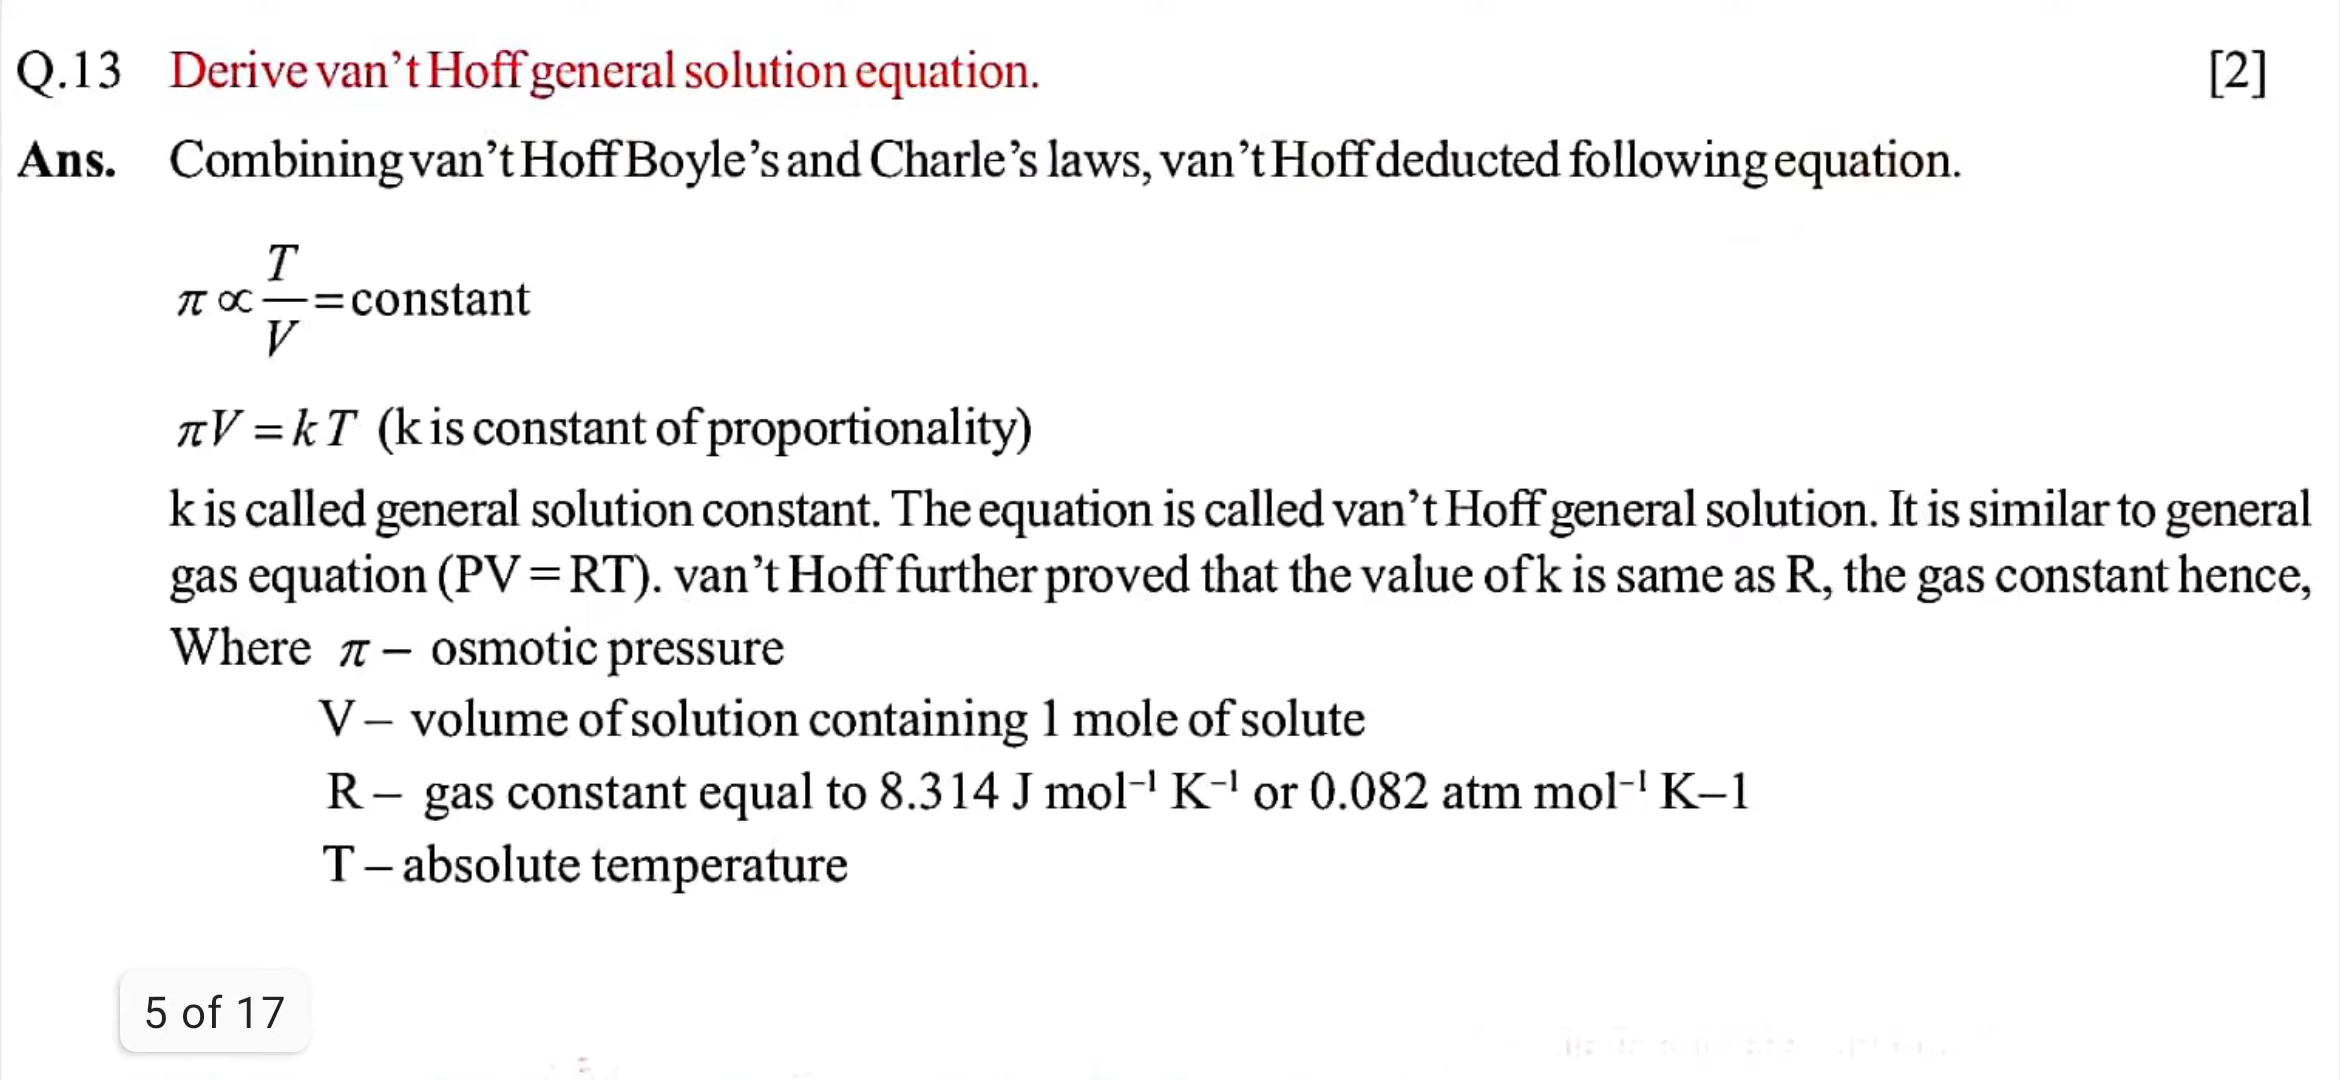 Q.13 Derive van't Hoff general solution equation. [2]
Ans. Combining van't Hoff Boyle's and Charle's laws, van't Hoff deducted following equation.
π ∝ T/V = constant
πV = kT (k is constant of proportionality)
k is called general solution constant. The equation is called van't Hoff general solution. It is similar to general
gas equation (PV = RT). van't Hoff further proved that the value of k is same as R, the gas constant hence,
Where π – osmotic pressure
V – volume of solution containing 1 mole of solute
R – gas constant equal to 8.314 J mol⁻¹ K⁻¹ or 0.082 atm mol⁻¹ K–1
T – absolute temperature
5 of 17